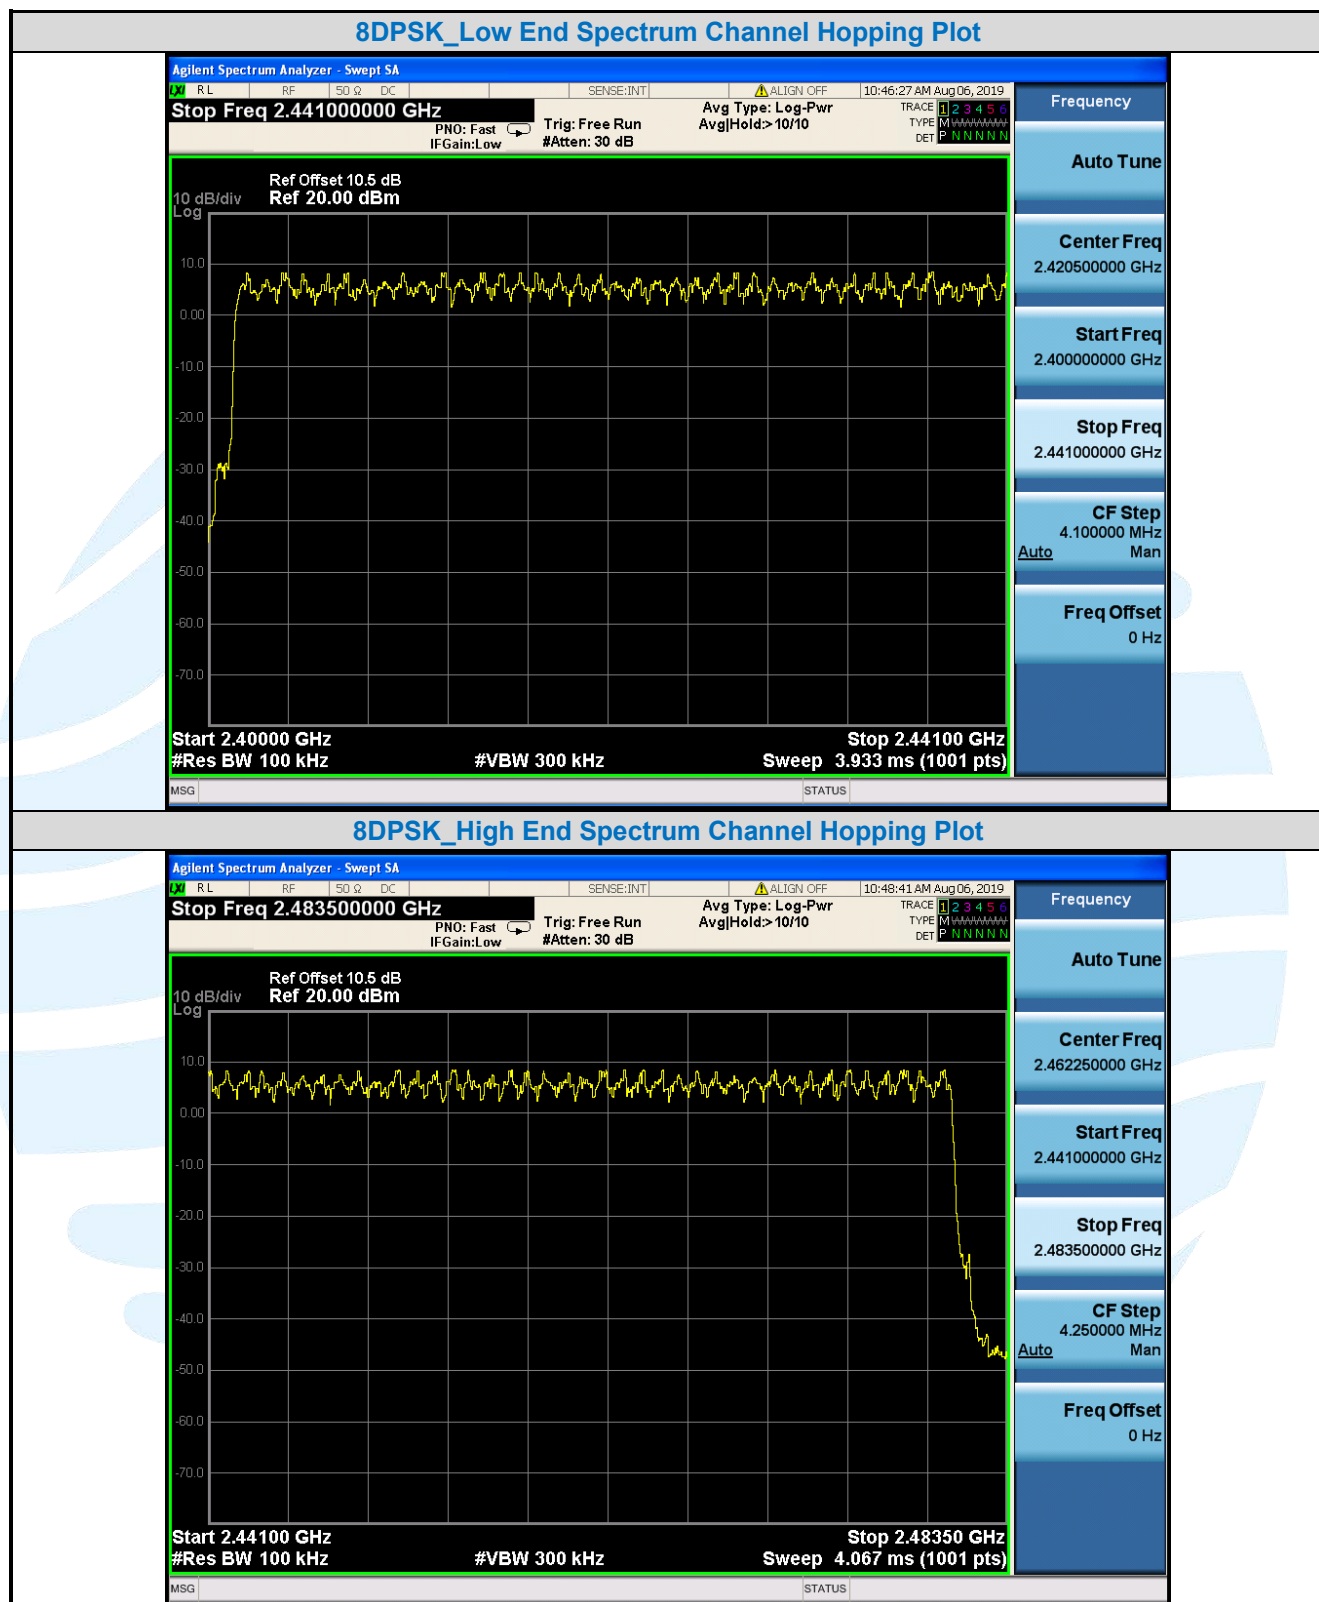 8DPSK_Low End Spectrum Channel Hopping Plot
Agilent Spectrum Analyzer - Swept SA
LXI RL RF 50 Ω DC SENSE:INT ALIGN OFF 10:46:27 AM Aug 06, 2019
Stop Freq 2.441000000 GHz
PNO: Fast
IFGain:Low
Trig: Free Run
#Atten: 30 dB
Avg Type: Log-Pwr
Avg|Hold:> 10/10
TRACE 1 2 3 4 5 6
TYPE M WWWWW
DET P N N N N N
Frequency
Auto Tune
Ref Offset 10.5 dB
10 dB/div Ref 20.00 dBm
Log
10.0
0.00
-10.0
-20.0
-30.0
-40.0
-50.0
-60.0
-70.0
Center Freq
2.420500000 GHz
Start Freq
2.400000000 GHz
Stop Freq
2.441000000 GHz
CF Step
4.100000 MHz
Auto Man
Freq Offset
0 Hz
Start 2.40000 GHz Stop 2.44100 GHz
#Res BW 100 kHz #VBW 300 kHz Sweep 3.933 ms (1001 pts)
MSG STATUS
8DPSK_High End Spectrum Channel Hopping Plot
Agilent Spectrum Analyzer - Swept SA
LXI RL RF 50 Ω DC SENSE:INT ALIGN OFF 10:48:41 AM Aug 06, 2019
Stop Freq 2.483500000 GHz
PNO: Fast
IFGain:Low
Trig: Free Run
#Atten: 30 dB
Avg Type: Log-Pwr
Avg|Hold:> 10/10
TRACE 1 2 3 4 5 6
TYPE M WWWWW
DET P N N N N N
Frequency
Auto Tune
Ref Offset 10.5 dB
10 dB/div Ref 20.00 dBm
Log
10.0
0.00
-10.0
-20.0
-30.0
-40.0
-50.0
-60.0
-70.0
Center Freq
2.462250000 GHz
Start Freq
2.441000000 GHz
Stop Freq
2.483500000 GHz
CF Step
4.250000 MHz
Auto Man
Freq Offset
0 Hz
Start 2.44100 GHz Stop 2.48350 GHz
#Res BW 100 kHz #VBW 300 kHz Sweep 4.067 ms (1001 pts)
MSG STATUS